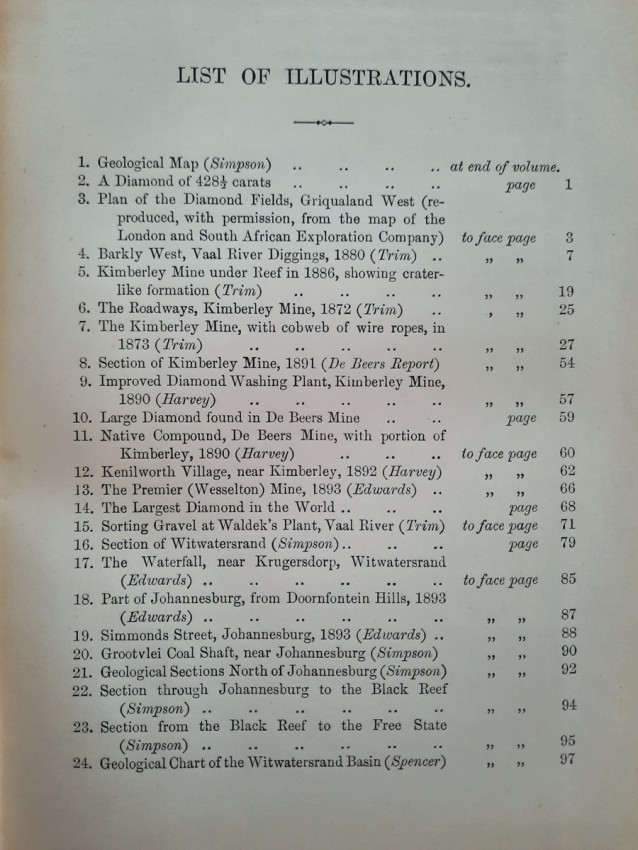 LIST OF ILLUSTRATIONS.
1. Geological Map (Simpson) .. .. .. .. at end of volume.
2. A Diamond of 428½ carats .. .. .. .. page 1
3. Plan of the Diamond Fields, Griqualand West (re-
produced, with permission, from the map of the
London and South African Exploration Company) to face page 3
4. Barkly West, Vaal River Diggings, 1880 (Trim) .. „ „ 7
5. Kimberley Mine under Reef in 1886, showing crater-
like formation (Trim) .. .. .. .. „ „ 19
6. The Roadways, Kimberley Mine, 1872 (Trim) .. , „ 25
7. The Kimberley Mine, with cobweb of wire ropes, in
1873 (Trim) .. .. .. .. .. „ „ 27
8. Section of Kimberley Mine, 1891 (De Beers Report) „ „ 54
9. Improved Diamond Washing Plant, Kimberley Mine,
1890 (Harvey) .. .. .. .. .. „ „ 57
10. Large Diamond found in De Beers Mine .. .. page 59
11. Native Compound, De Beers Mine, with portion of
Kimberley, 1890 (Harvey) .. .. .. to face page 60
12. Kenilworth Village, near Kimberley, 1892 (Harvey) „ „ 62
13. The Premier (Wesselton) Mine, 1893 (Edwards) .. „ „ 66
14. The Largest Diamond in the World .. .. .. page 68
15. Sorting Gravel at Waldek's Plant, Vaal River (Trim) to face page 71
16. Section of Witwatersrand (Simpson) .. .. .. page 79
17. The Waterfall, near Krugersdorp, Witwatersrand
(Edwards) .. .. .. .. .. .. to face page 85
18. Part of Johannesburg, from Doornfontein Hills, 1893
(Edwards) .. .. .. .. .. .. „ „ 87
19. Simmonds Street, Johannesburg, 1893 (Edwards) .. „ „ 88
20. Grootvlei Coal Shaft, near Johannesburg (Simpson) „ „ 90
21. Geological Sections North of Johannesburg (Simpson) „ „ 92
22. Section through Johannesburg to the Black Reef
(Simpson) .. .. .. .. .. .. „ „ 94
23. Section from the Black Reef to the Free State
(Simpson) .. .. .. .. .. .. „ „ 95
24. Geological Chart of the Witwatersrand Basin (Spencer) „ „ 97